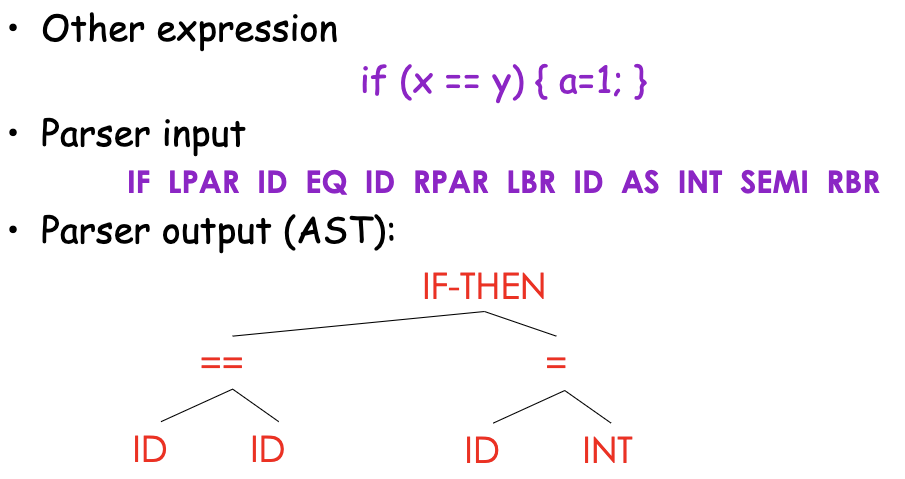 • Other expression
if (x == y) { a=1; }
• Parser input
IF LPAR ID EQ ID RPAR LBR ID AS INT SEMI RBR
• Parser output (AST):
IF-THEN
== =
ID ID ID INT